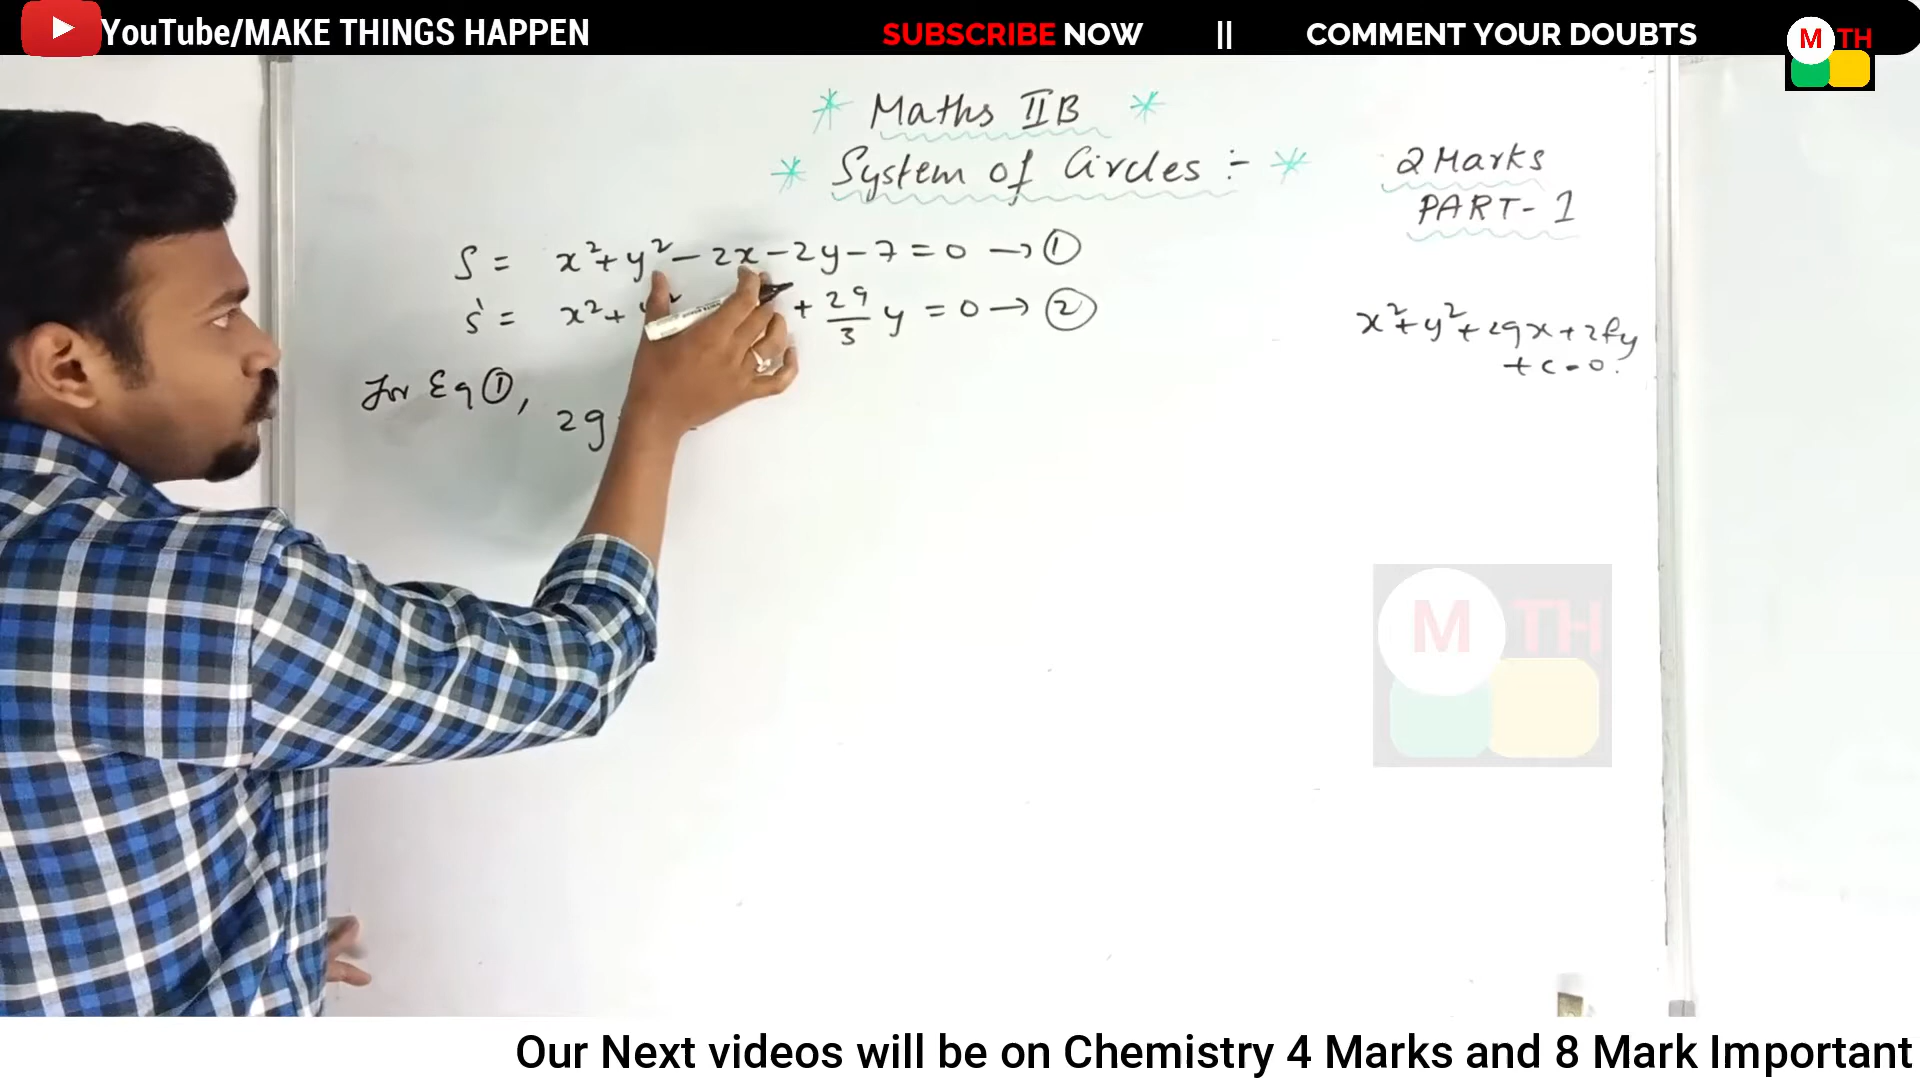 YouTube/MAKE THINGS HAPPEN
SUBSCRIBE NOW || COMMENT YOUR DOUBTS
M TH
* Maths IIB *
* System of Circles :- *
2 Marks
PART-1
S = x²+y²-2x-2y-7=0 → ①
s' = x²+ + 29/3 y = 0 → ②
x²+y²+2gx+2fy
+c=0.
For Eq ①,
2g
M TH
Our Next videos will be on Chemistry 4 Marks and 8 Mark Important